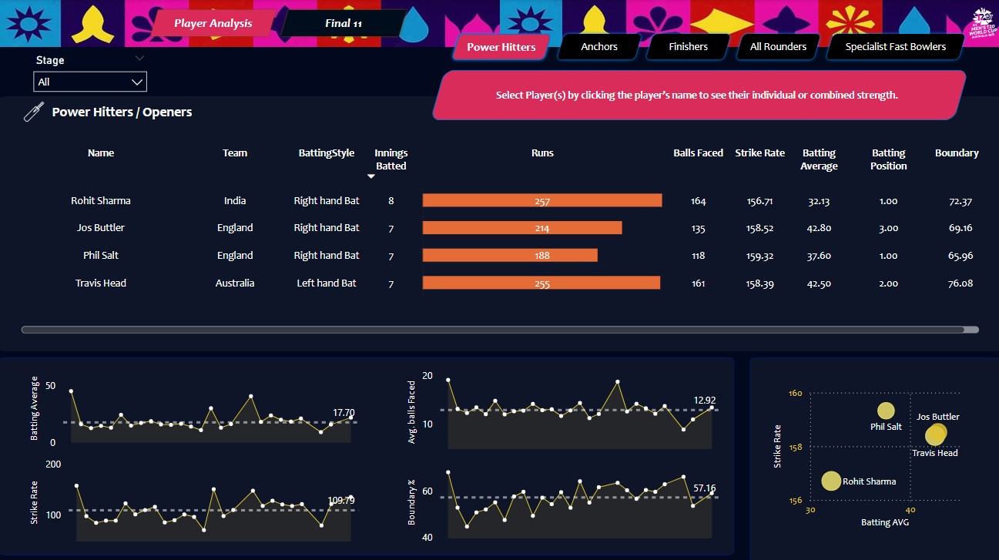 Player Analysis
Final 11
T20
ICC
MEN'S T20
WORLD CUP
Power Hitters
Anchors
Finishers
All Rounders
Specialist Fast Bowlers
Stage
All
Select Player(s) by clicking the player's name to see their individual or combined strength.
Power Hitters / Openers
Name Team BattingStyle Innings Batted Runs Balls Faced Strike Rate Batting Average Batting Position Boundary
Rohit Sharma India Right hand Bat 8 257 164 156.71 32.13 1.00 72.37
Jos Buttler England Right hand Bat 7 214 135 158.52 42.80 3.00 69.16
Phil Salt England Right hand Bat 7 188 118 159.32 37.60 1.00 65.96
Travis Head Australia Left hand Bat 7 255 161 158.39 42.50 2.00 76.08
Batting Average
50
0
17.70
Avg. balls Faced
20
10
12.92
Strike Rate
200
100
109.79
Boundary %
60
40
57.16
Strike Rate
160
158
156
30
40
Batting AVG
Phil Salt
Jos Buttler
Travis Head
Rohit Sharma